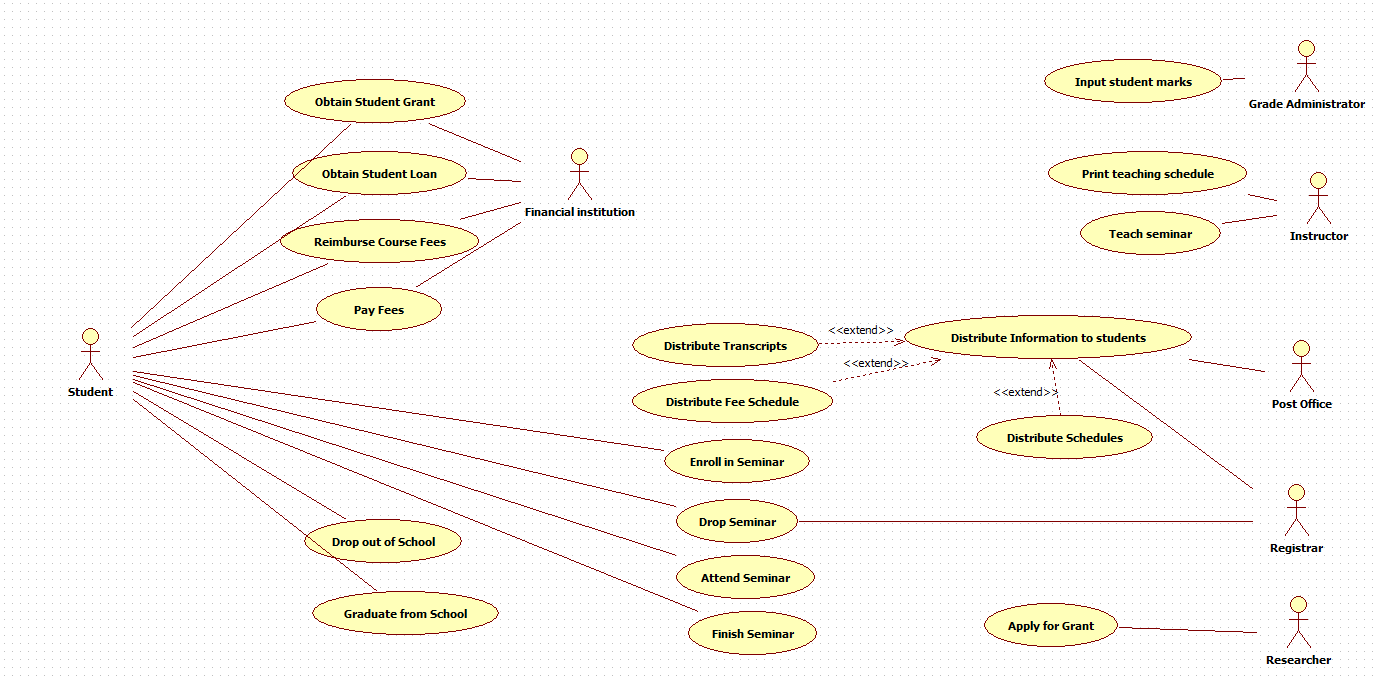 Obtain Student Grant
Input student marks
Grade Administrator
Obtain Student Loan
Print teaching schedule
Financial institution
Reimburse Course Fees
Teach seminar
Instructor
Pay Fees
<<extend>>
Distribute Transcripts
Distribute Information to students
<<extend>>
Student
Distribute Fee Schedule
<<extend>>
Post Office
Distribute Schedules
Enroll in Seminar
Drop Seminar
Drop out of School
Registrar
Attend Seminar
Graduate from School
Finish Seminar
Apply for Grant
Researcher